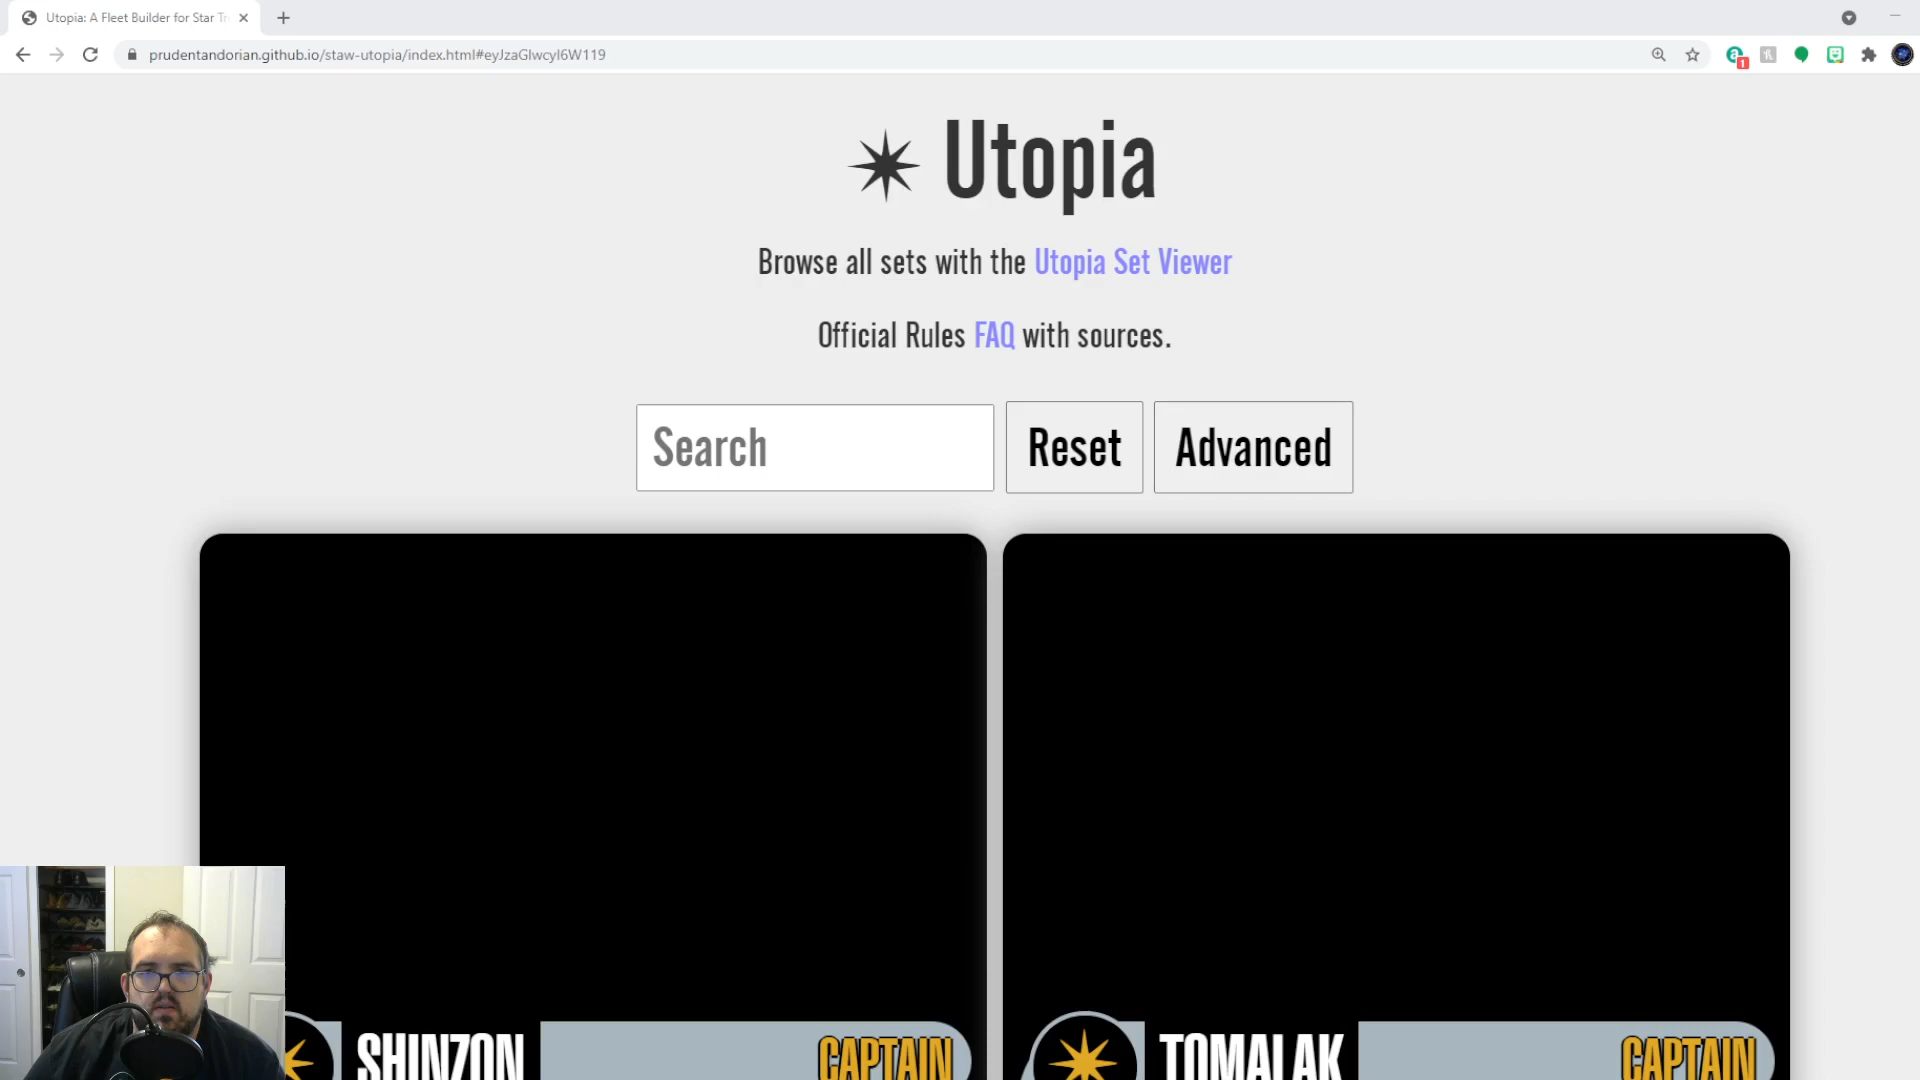 Utopia: A Fleet Builder for Star Tr
prudentandorian.github.io/staw-utopia/index.html#eyJzaGlwcyI6W119
1
Utopia
Browse all sets with the Utopia Set Viewer
Official Rules FAQ with sources.
Search
Reset
Advanced
SHINZON
CAPTAIN
TOMALAK
CAPTAIN